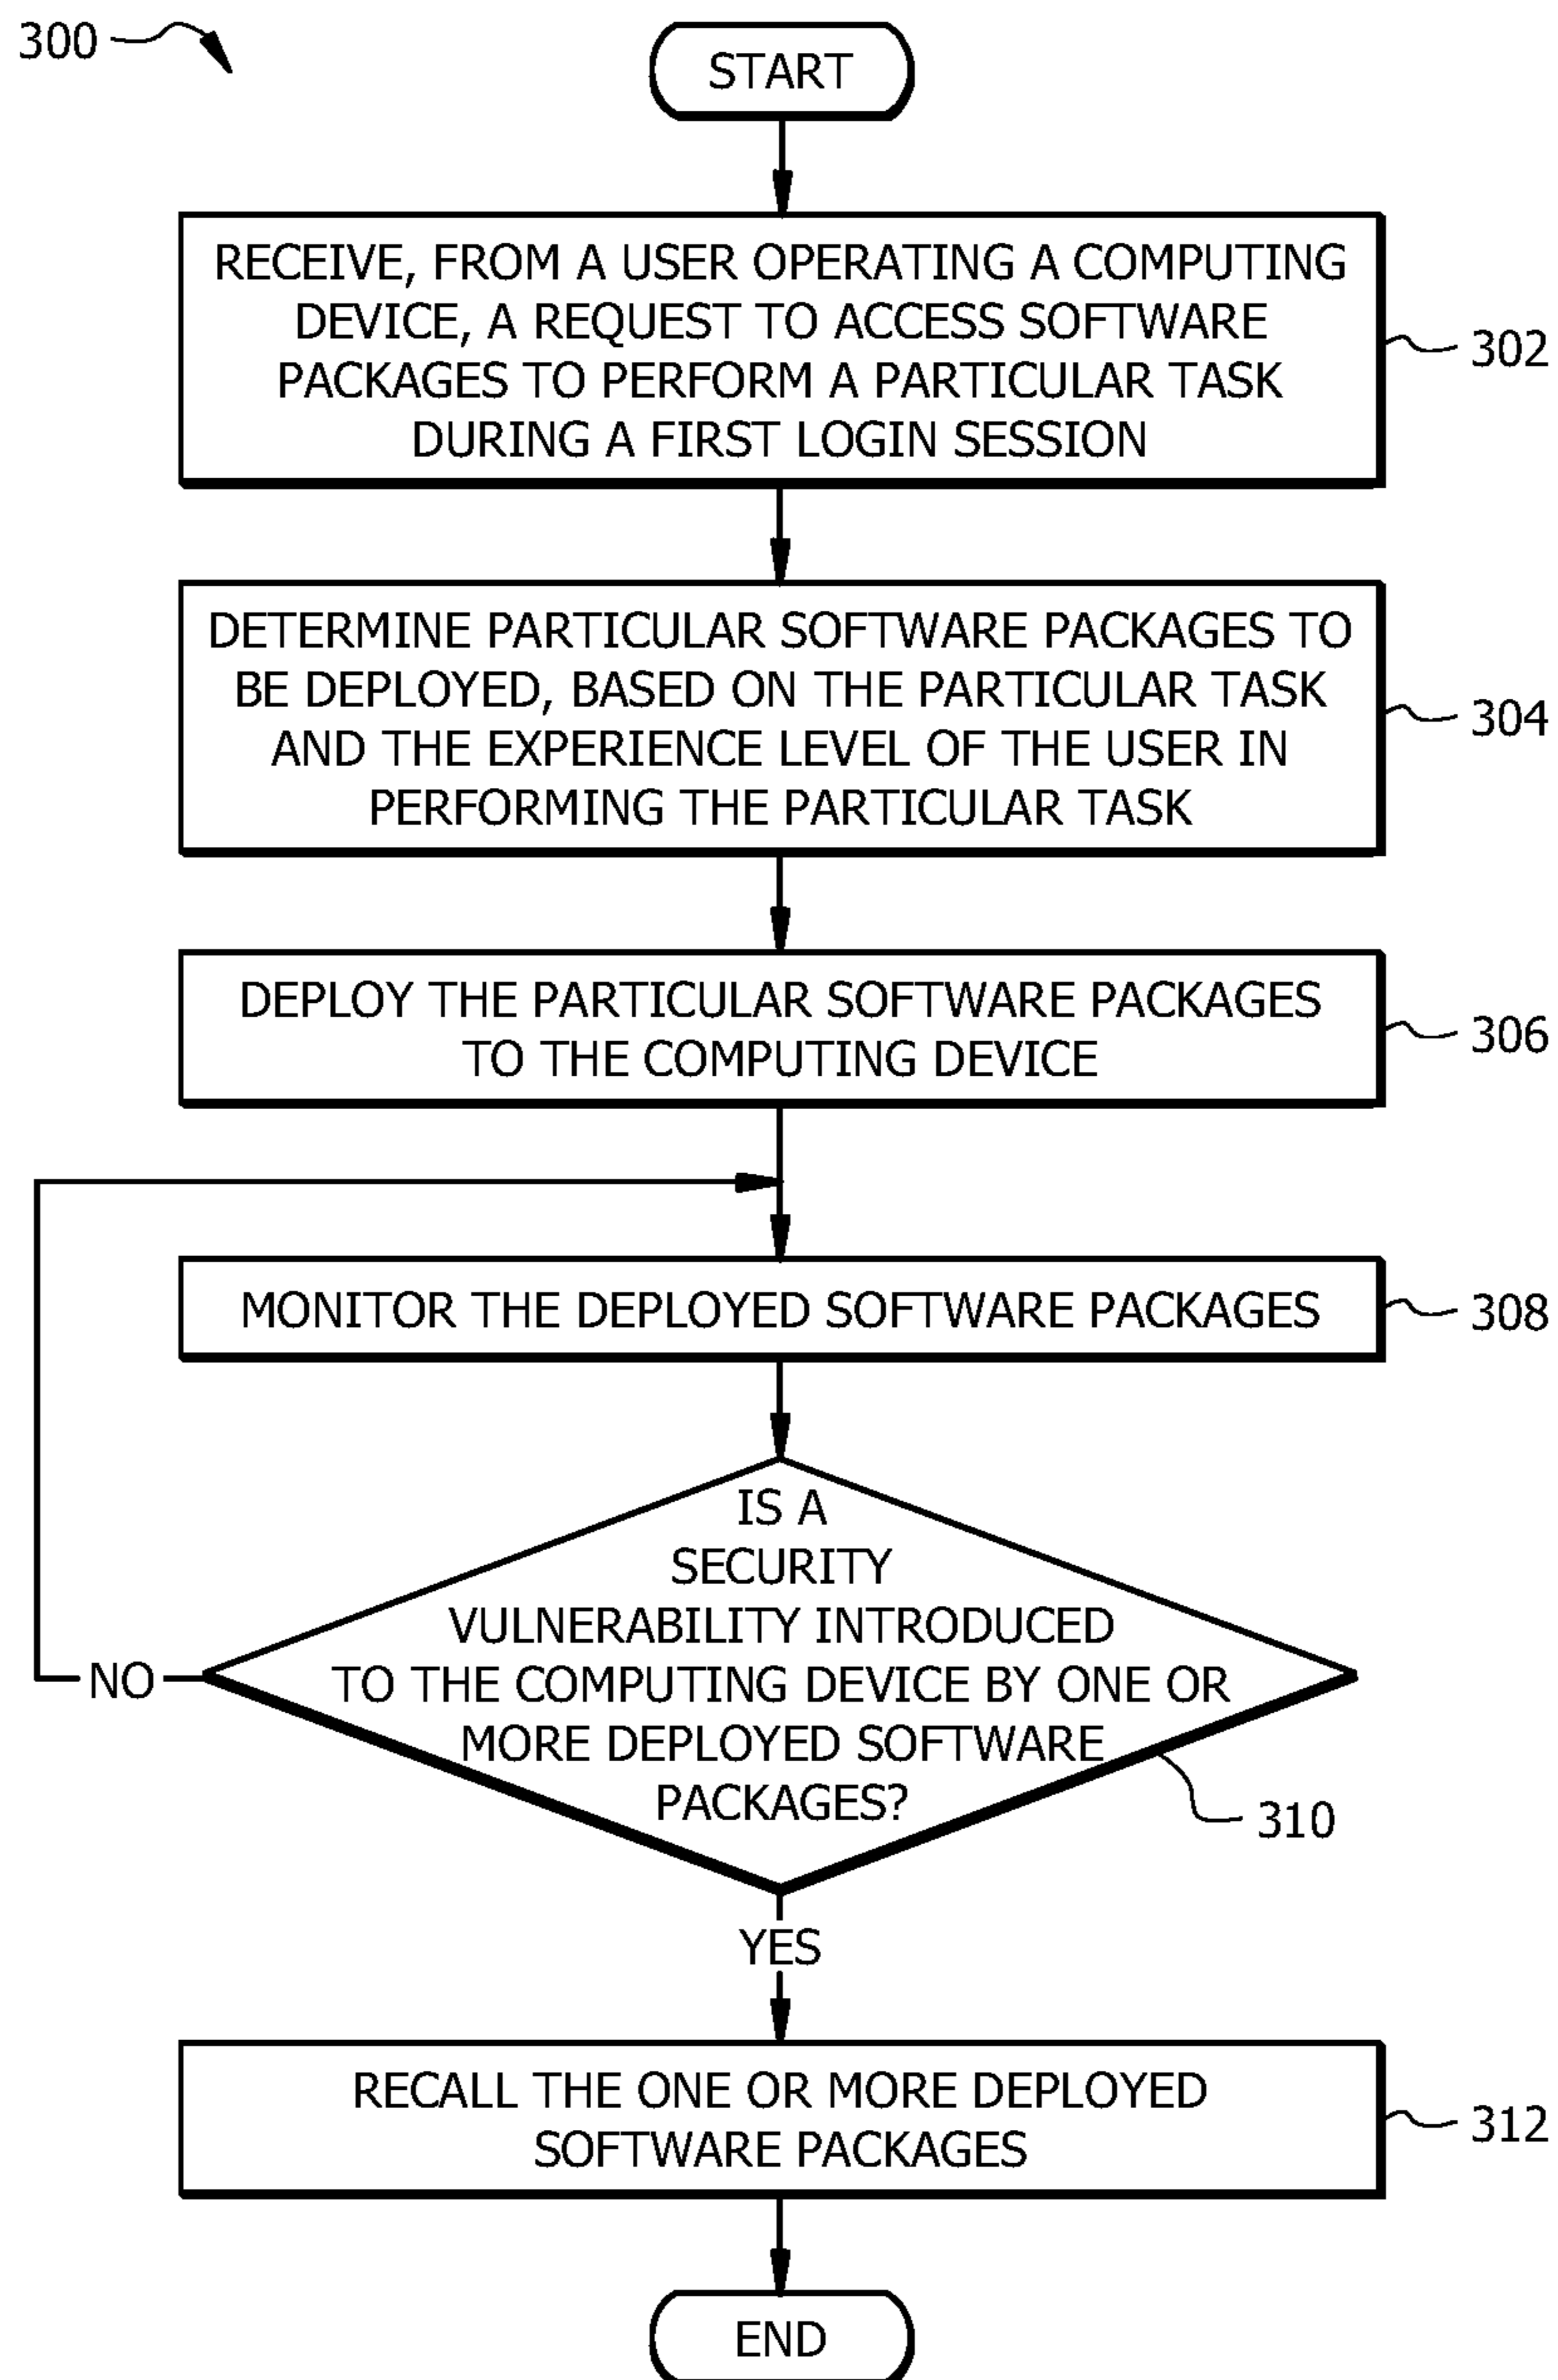 300
START
RECEIVE, FROM A USER OPERATING A COMPUTING
DEVICE, A REQUEST TO ACCESS SOFTWARE
PACKAGES TO PERFORM A PARTICULAR TASK
DURING A FIRST LOGIN SESSION
302
DETERMINE PARTICULAR SOFTWARE PACKAGES TO
BE DEPLOYED, BASED ON THE PARTICULAR TASK
AND THE EXPERIENCE LEVEL OF THE USER IN
PERFORMING THE PARTICULAR TASK
304
DEPLOY THE PARTICULAR SOFTWARE PACKAGES
TO THE COMPUTING DEVICE
306
MONITOR THE DEPLOYED SOFTWARE PACKAGES
308
IS A
SECURITY
VULNERABILITY INTRODUCED
TO THE COMPUTING DEVICE BY ONE OR
MORE DEPLOYED SOFTWARE
PACKAGES?
NO
310
YES
RECALL THE ONE OR MORE DEPLOYED
SOFTWARE PACKAGES
312
END